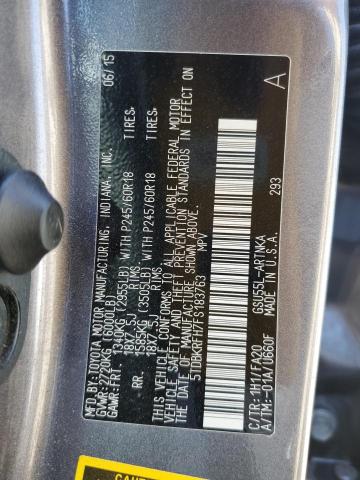 MFD. BY:TOYOTA MOTOR MANUFACTURING, INDIANA, INC. 06/15
GVWR:2720KG (6000LB)
GAWR:FRT. 1340KG (2955LB) WITH P245/60R18 TIRES,
18X7.5J RIMS,
RR. 1585KG (3505LB) WITH P245/60R18 TIRES,
18X7.5J RIMS,
THIS VEHICLE CONFORMS TO ALL APPLICABLE FEDERAL MOTOR
VEHICLE SAFETY AND THEFT PREVENTION STANDARDS IN EFFECT ON
THE DATE OF MANUFACTURE SHOWN ABOVE.
5TDBKRFH7FS183763 MPV
A
C/TR:1H1/FA20 GSU55L-ARTNKA
A/TM:-01A/U660F MADE IN U.S.A. 293